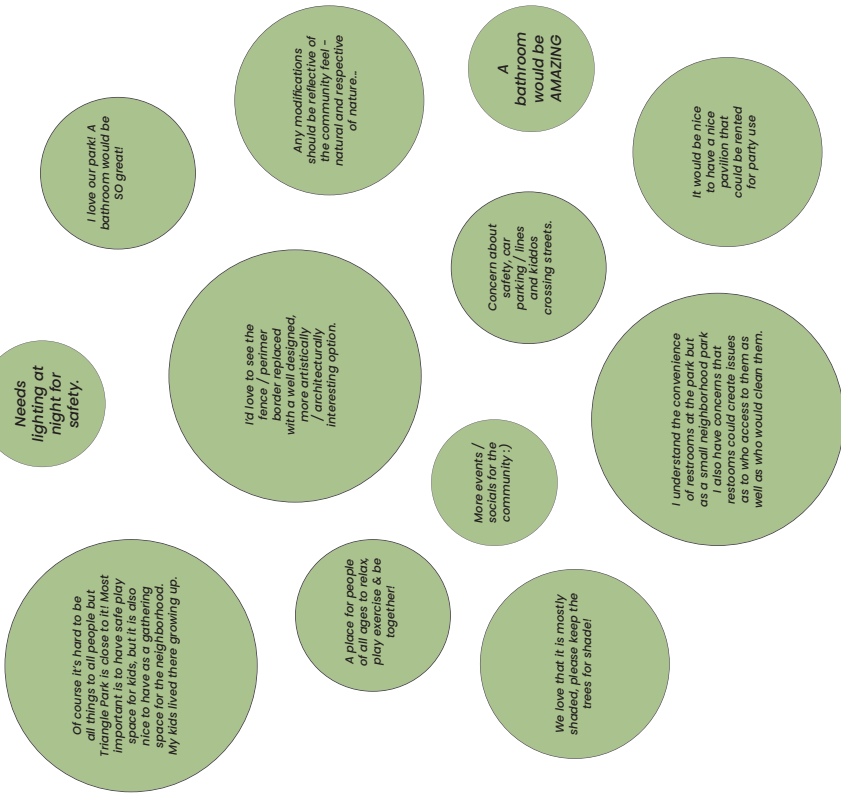 Of course it's hard to be
all things to all people but
Triangle Park is close to it! Most
important is to have safe play
space for kids, but it is also
nice to have as a gathering
space for the neighborhood.
My kids lived there growing up.
Needs
lighting at
night for
safety.
I love our park! A
bathroom would be
SO great!
A place for people
of all ages to relax,
play exercise & be
together!
I'd love to see the
fence / perimer
border replaced
with a well designed,
more artistically
/ architecturally
interesting option.
Any modifications
should be reflective of
the community feel -
natural and respective
of nature...
We love that it is mostly
shaded, please keep the
trees for shade!
More events /
socials for the
community :)
Concern about
safety, car
parking / lines
and kiddos
crossing streets.
A
bathroom
would be
AMAZING
I understand the convenience
of restrooms at the park but
as a small neighborhood park
I also have concerns that
restooms could create issues
as to who access to them as
well as who would clean them.
It would be nice
to have a nice
pavilion that
could be rented
for party use